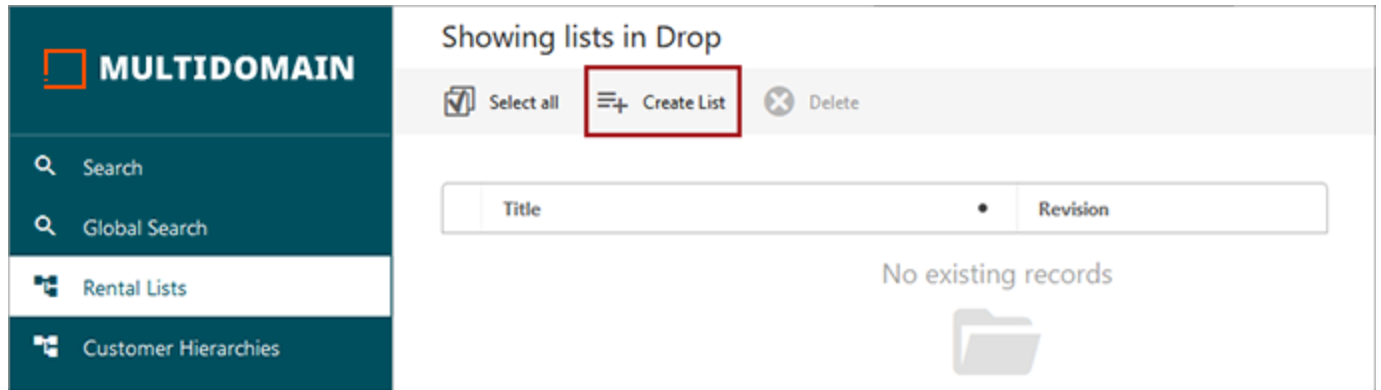 MULTIDOMAIN
Search
Global Search
Rental Lists
Customer Hierarchies
Showing lists in Drop
Select all Create List Delete
Title Revision
No existing records